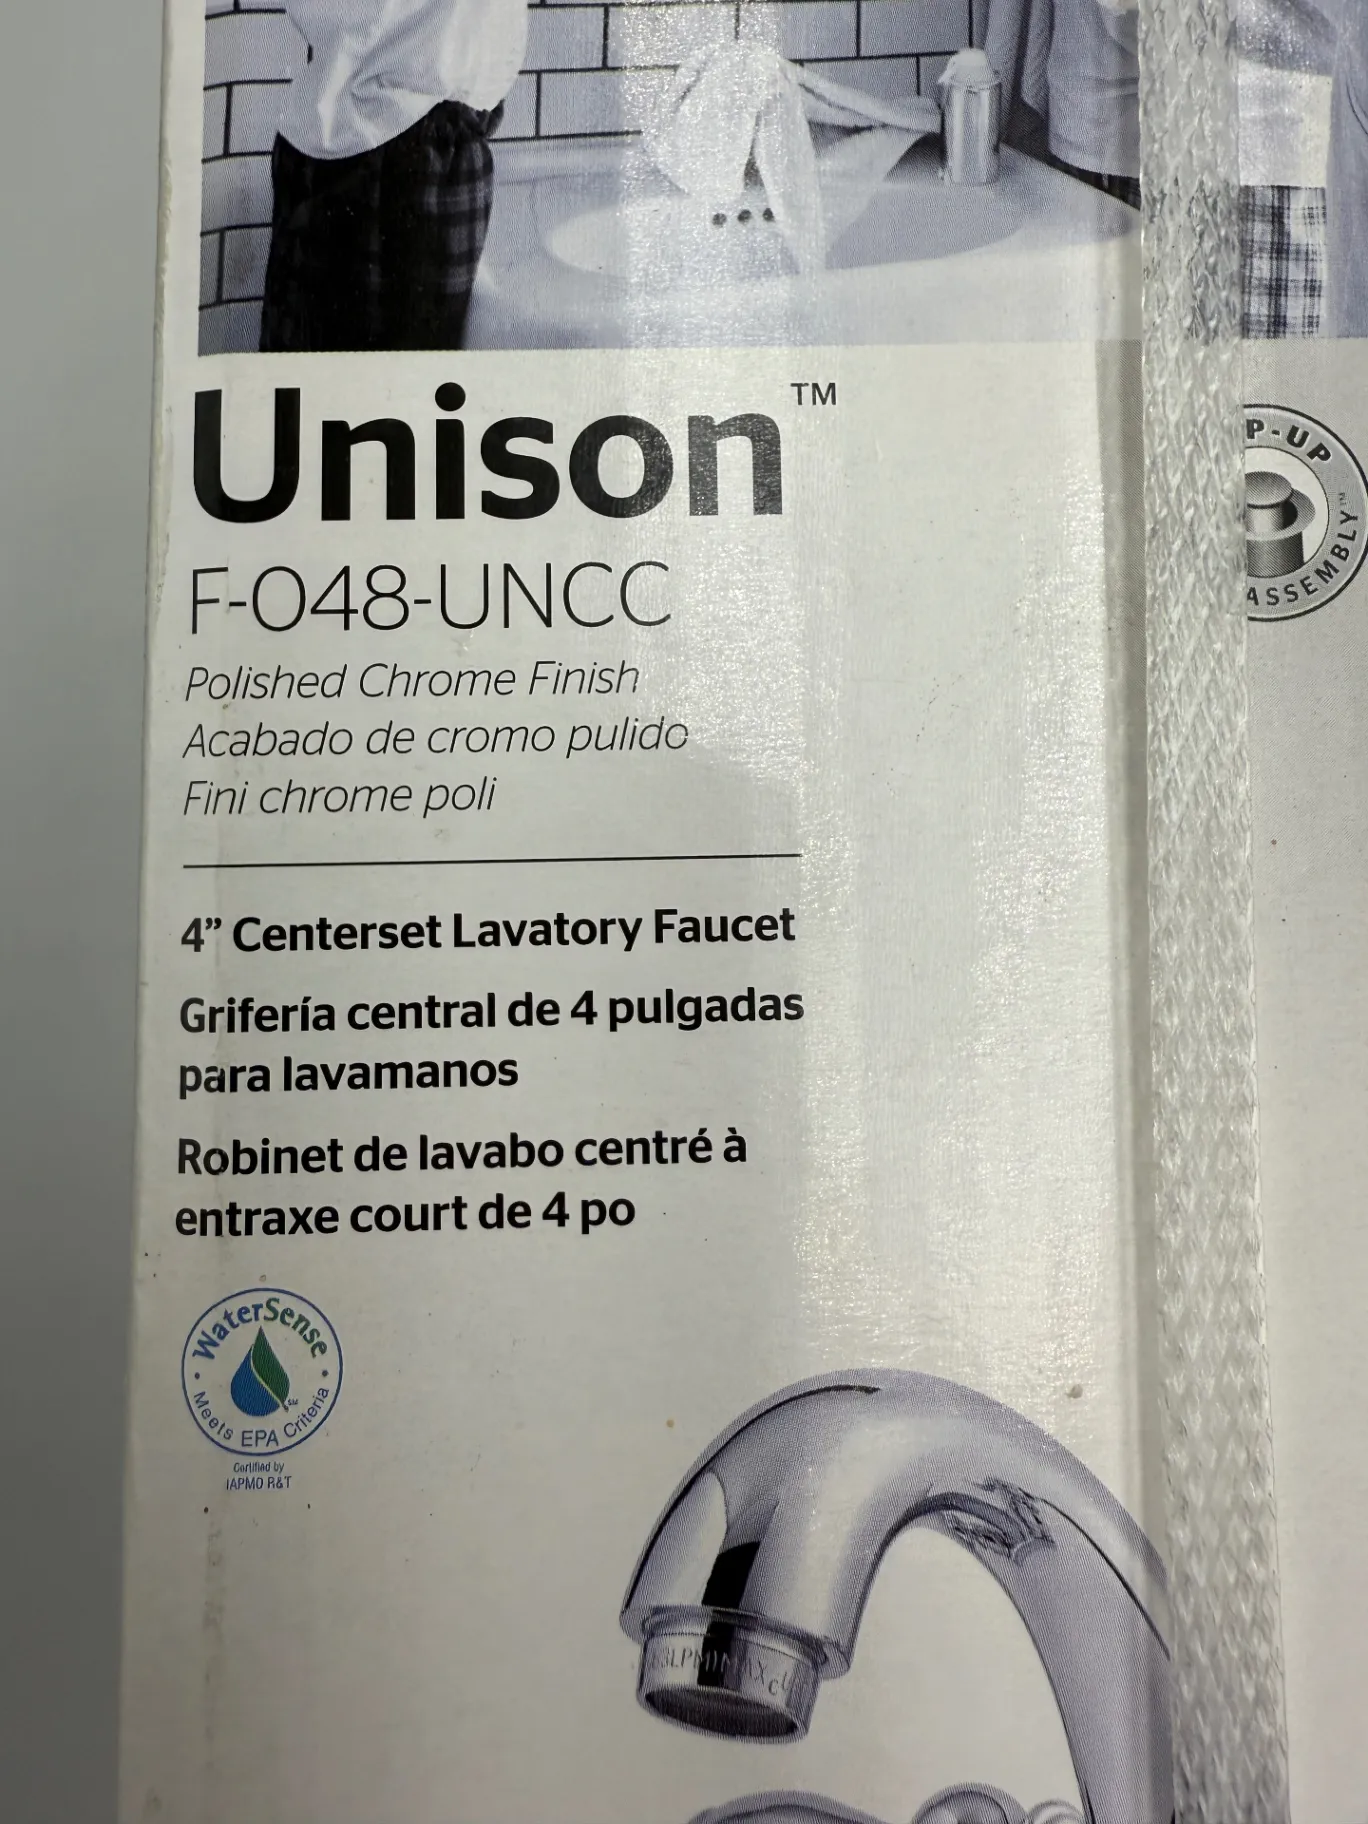 Unison™
F-048-UNCC
Polished Chrome Finish
Acabado de cromo pulido
Fini chrome poli
4” Centerset Lavatory Faucet
Grifería central de 4 pulgadas
para lavamanos
Robinet de lavabo centré à
entraxe court de 4 po
WaterSense
Meets EPA Criteria
Certified by
IAPMO R&T
P-UP
ASSEMBLY™